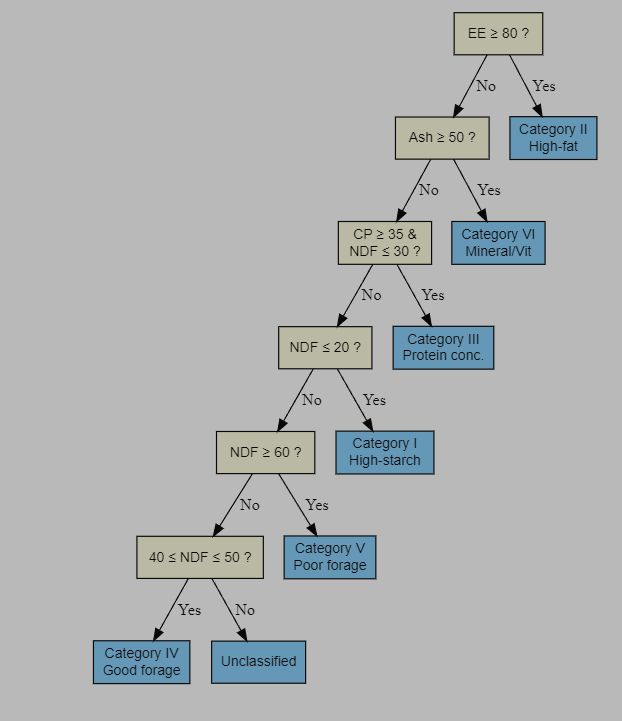 EE ≥ 80 ?
No
Yes
Ash ≥ 50 ?
Category II
High-fat
No
Yes
CP ≥ 35 &
NDF ≤ 30 ?
Category VI
Mineral/Vit
No
Yes
NDF ≤ 20 ?
Category III
Protein conc.
No
Yes
NDF ≥ 60 ?
Category I
High-starch
No
Yes
40 ≤ NDF ≤ 50 ?
Category V
Poor forage
Yes
No
Category IV
Good forage
Unclassified